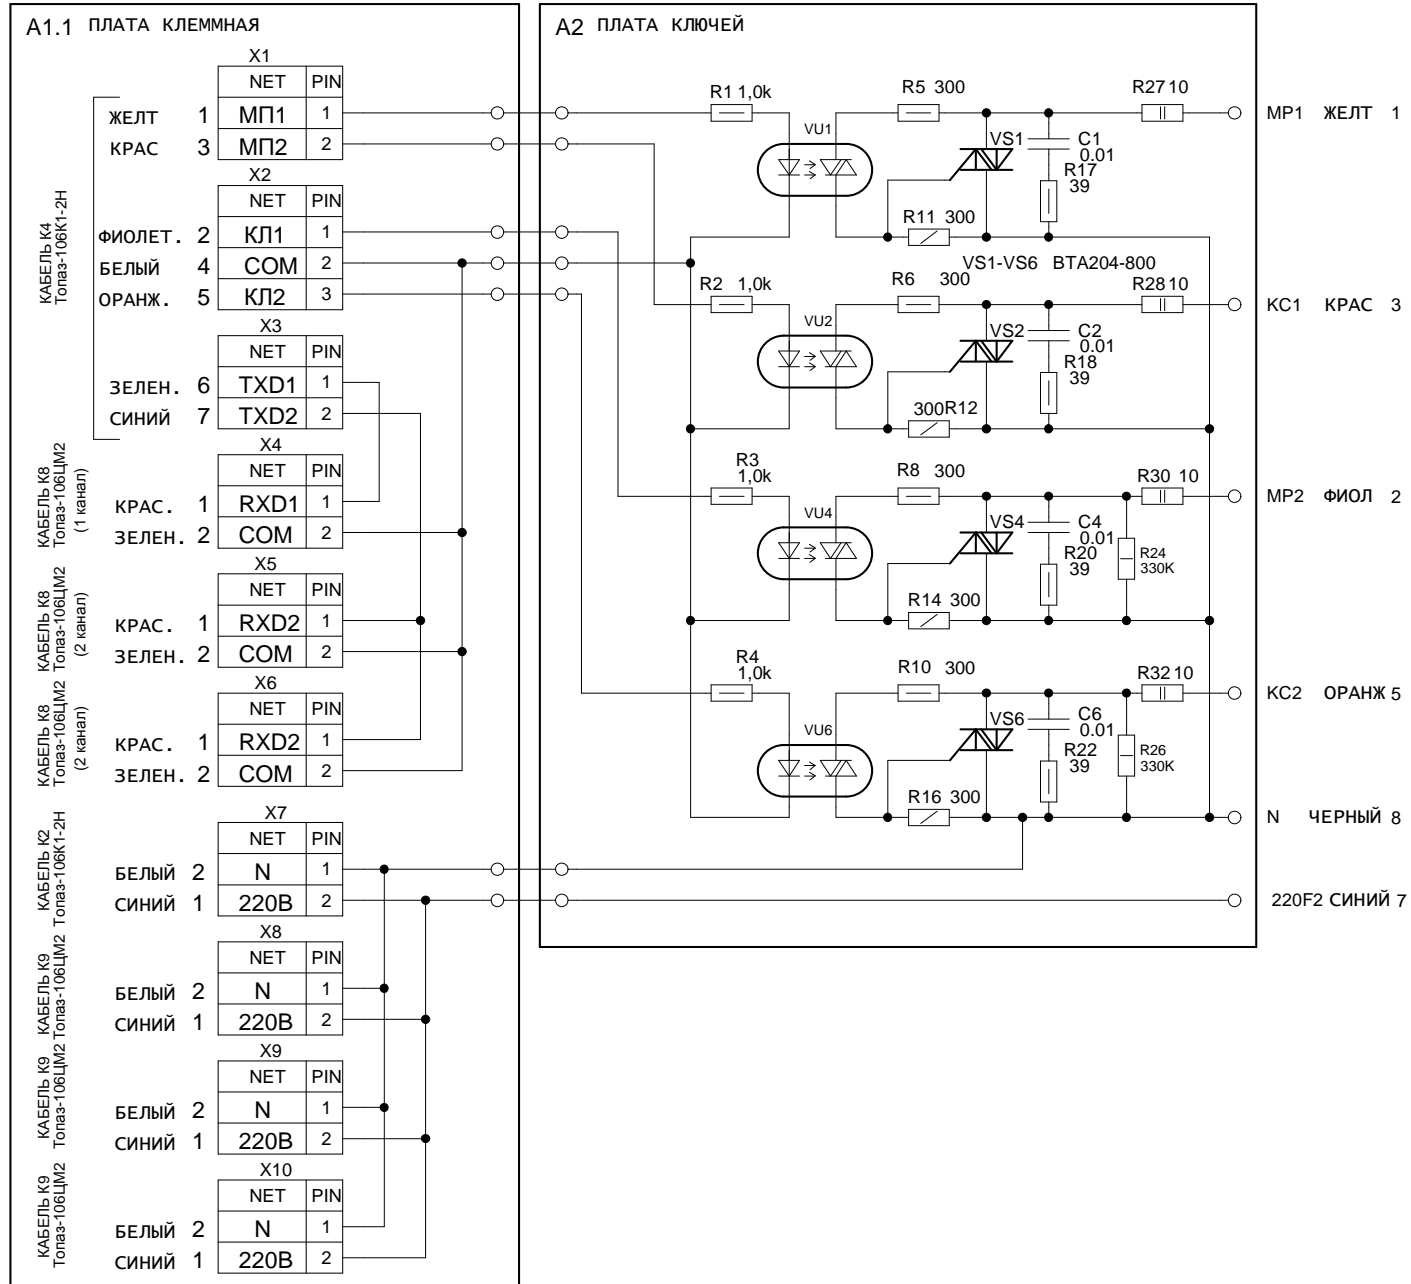 A1.1 ПЛАТА КЛЕММНАЯ
X1
NET PIN
ЖЕЛТ 1 МП1 1
КРАС 3 МП2 2
X2
NET PIN
ФИОЛЕТ. 2 КЛ1 1
БЕЛЫЙ 4 COM 2
ОРАНЖ. 5 КЛ2 3
X3
NET PIN
ЗЕЛЕН. 6 TXD1 1
СИНИЙ 7 TXD2 2
КАБЕЛЬ К4
Топаз-106К1-2Н
X4
NET PIN
КРАС. 1 RXD1 1
ЗЕЛЕН. 2 COM 2
КАБЕЛЬ К8
Топаз-106ЦМ2
(1 канал)
X5
NET PIN
КРАС. 1 RXD2 1
ЗЕЛЕН. 2 COM 2
КАБЕЛЬ К8
Топаз-106ЦМ2
(2 канал)
X6
NET PIN
КРАС. 1 RXD2 1
ЗЕЛЕН. 2 COM 2
КАБЕЛЬ К8
Топаз-106ЦМ2
(2 канал)
X7
NET PIN
БЕЛЫЙ 2 N 1
СИНИЙ 1 220В 2
КАБЕЛЬ К2
Топаз-106К1-2Н
X8
NET PIN
БЕЛЫЙ 2 N 1
СИНИЙ 1 220В 2
КАБЕЛЬ К9
Топаз-106ЦМ2
X9
NET PIN
БЕЛЫЙ 2 N 1
СИНИЙ 1 220В 2
КАБЕЛЬ К9
Топаз-106ЦМ2
X10
NET PIN
БЕЛЫЙ 2 N 1
СИНИЙ 1 220В 2
КАБЕЛЬ К9
Топаз-106ЦМ2
A2 ПЛАТА КЛЮЧЕЙ
R1 1,0k
VU1
R5 300
VS1
C1
0.01
R17
39
R27 10
R11 300
MP1 ЖЕЛТ 1
VS1-VS6 BTA204-800
R2 1,0k
VU2
R6 300
VS2
C2
0.01
R18
39
R28 10
300 R12
KC1 КРАС 3
R3
1,0k
VU4
R8 300
VS4
C4
0.01
R20
39
R30 10
R24
330K
R14 300
MP2 ФИОЛ 2
R4
1,0k
VU6
R10 300
VS6
C6
0.01
R22
39
R32 10
R26
330K
R16 300
KC2 ОРАНЖ 5
N ЧЕРНЫЙ 8
220F2 СИНИЙ 7